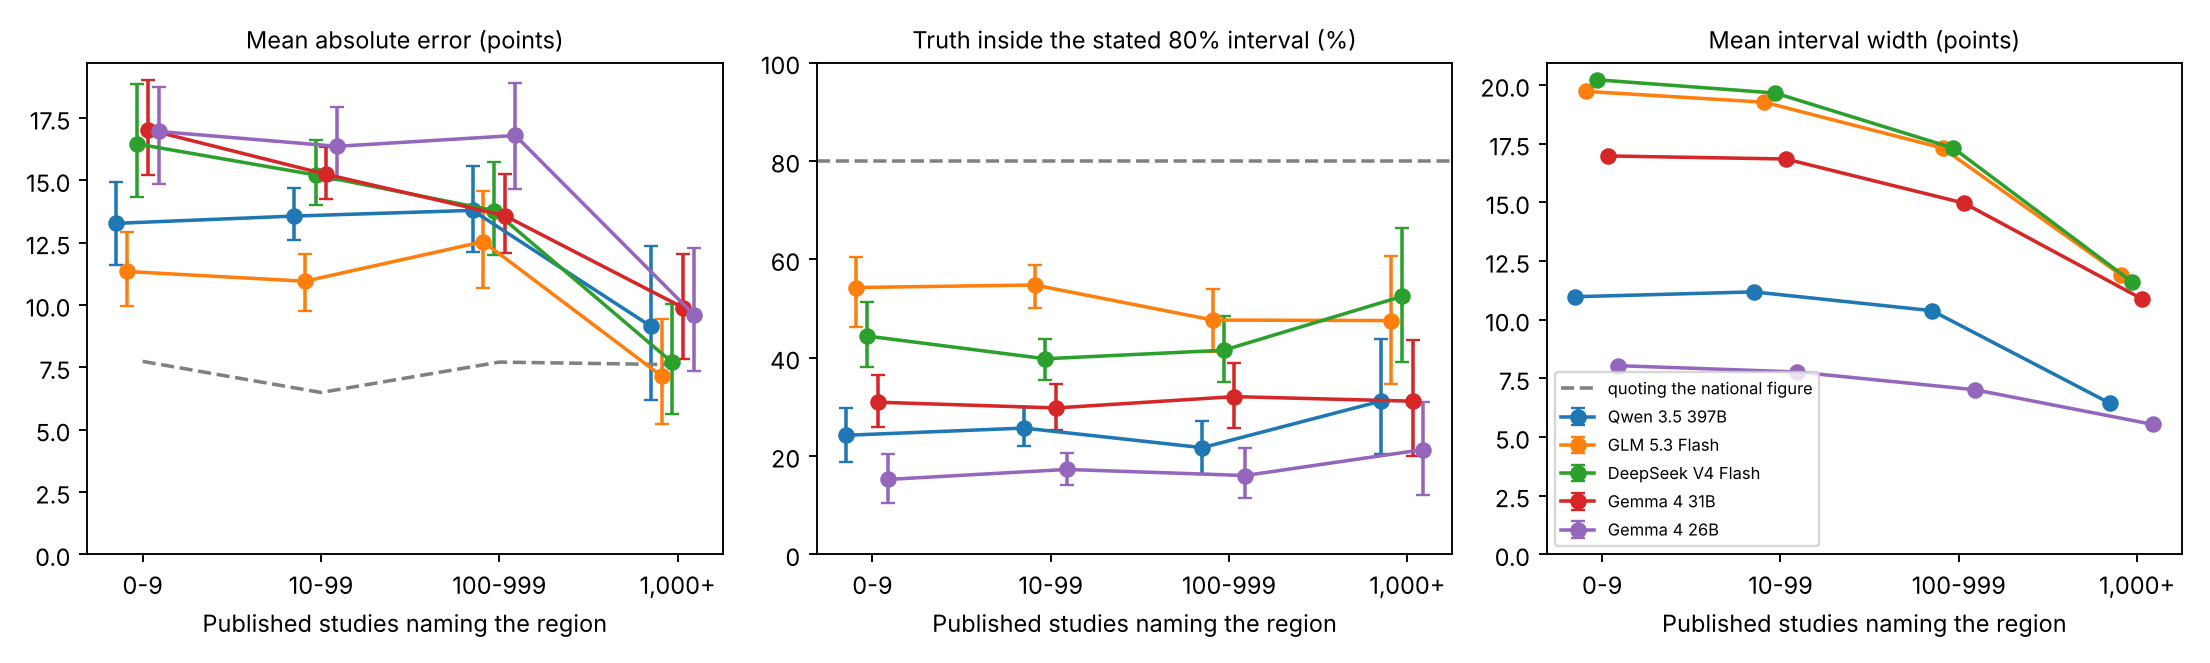 Mean absolute error (points)
17.5
15.0
12.5
10.0
7.5
5.0
2.5
0.0
0–9
10–99
100–999
1,000+
Published studies naming the region
Truth inside the stated 80% interval (%)
100
80
60
40
20
0
0–9
10–99
100–999
1,000+
Published studies naming the region
Mean interval width (points)
20.0
17.5
15.0
12.5
10.0
7.5
5.0
2.5
0.0
quoting the national figure
Qwen 3.5 397B
GLM 5.3 Flash
DeepSeek V4 Flash
Gemma 4 31B
Gemma 4 26B
0–9
10–99
100–999
1,000+
Published studies naming the region